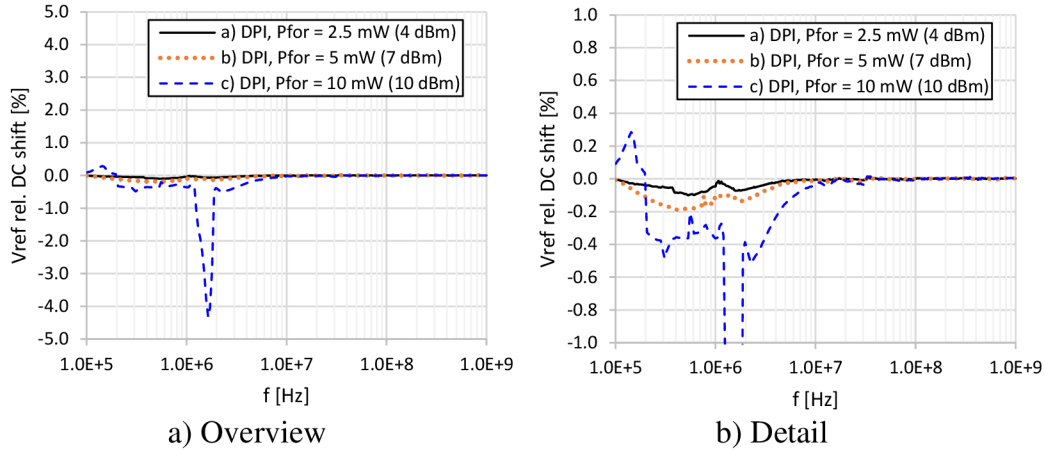 Vref rel. DC shift [%]
5.0
4.0
3.0
2.0
1.0
0.0
-1.0
-2.0
-3.0
-4.0
-5.0
a) DPI, Pfor = 2.5 mW (4 dBm)
b) DPI, Pfor = 5 mW (7 dBm)
c) DPI, Pfor = 10 mW (10 dBm)
1.0E+5 1.0E+6 1.0E+7 1.0E+8 1.0E+9
f [Hz]
a) Overview
Vref rel. DC shift [%]
1.0
0.8
0.6
0.4
0.2
0.0
-0.2
-0.4
-0.6
-0.8
-1.0
a) DPI, Pfor = 2.5 mW (4 dBm)
b) DPI, Pfor = 5 mW (7 dBm)
c) DPI, Pfor = 10 mW (10 dBm)
1.0E+5 1.0E+6 1.0E+7 1.0E+8 1.0E+9
f [Hz]
b) Detail